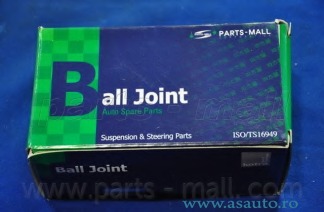 PARTS-MALL
Ball Joint
Auto Spare Parts
Suspension & Steering Parts
ISO/TS16949
Ball Joint
www.parts-mall.com
www.asauto.ro